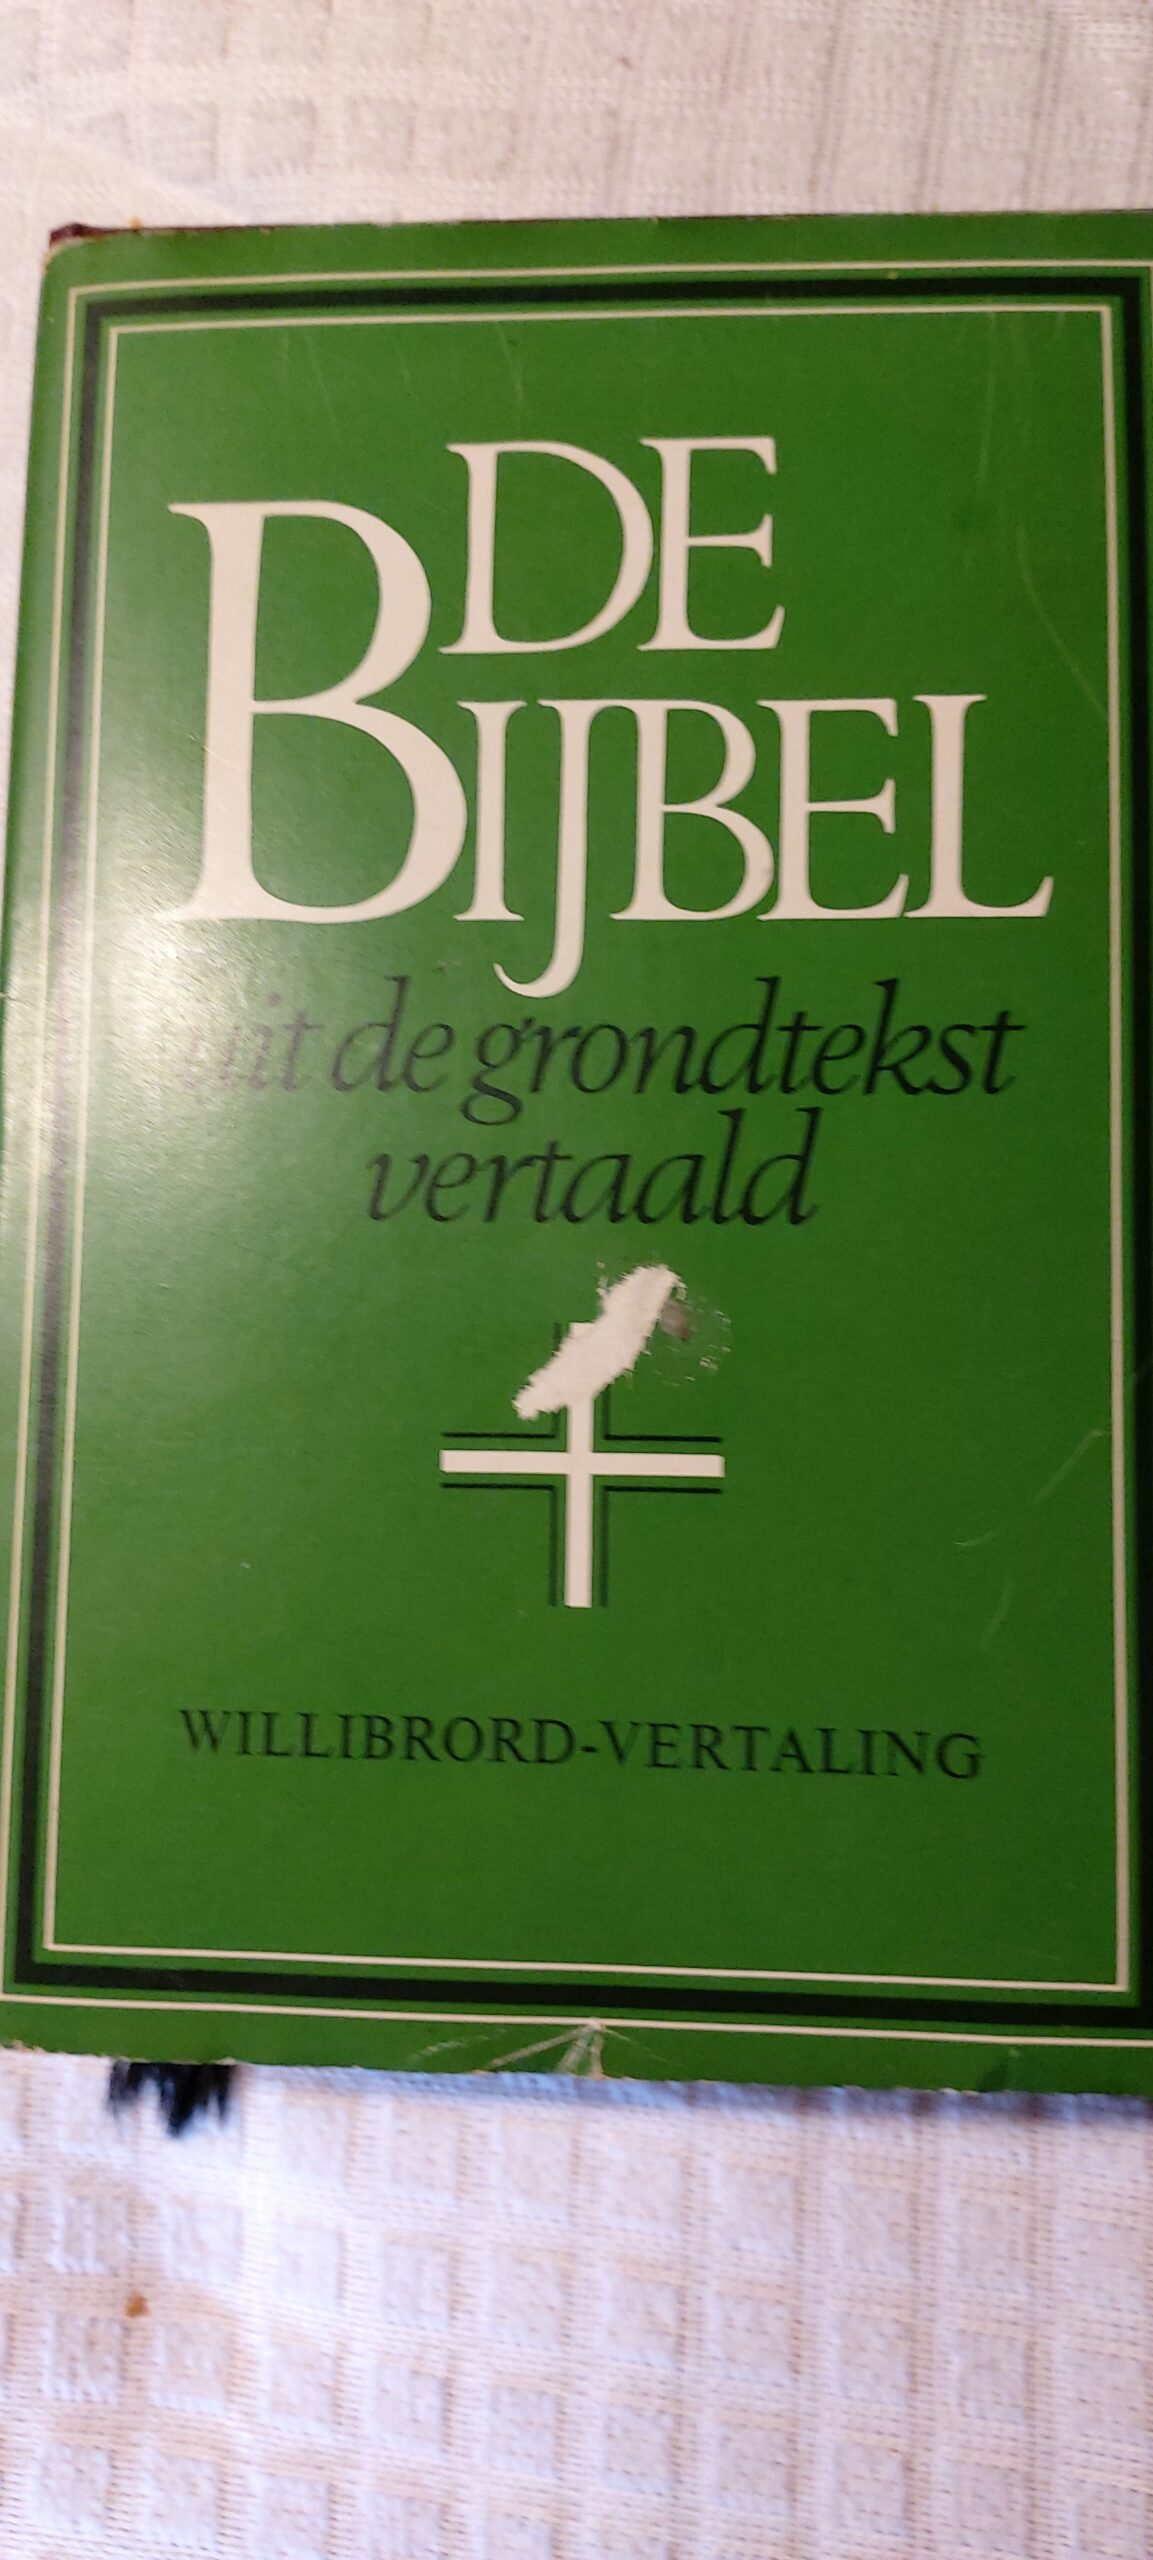 DE
BIJBEL
uit de grondtekst
vertaald
WILLIBRORD-VERTALING